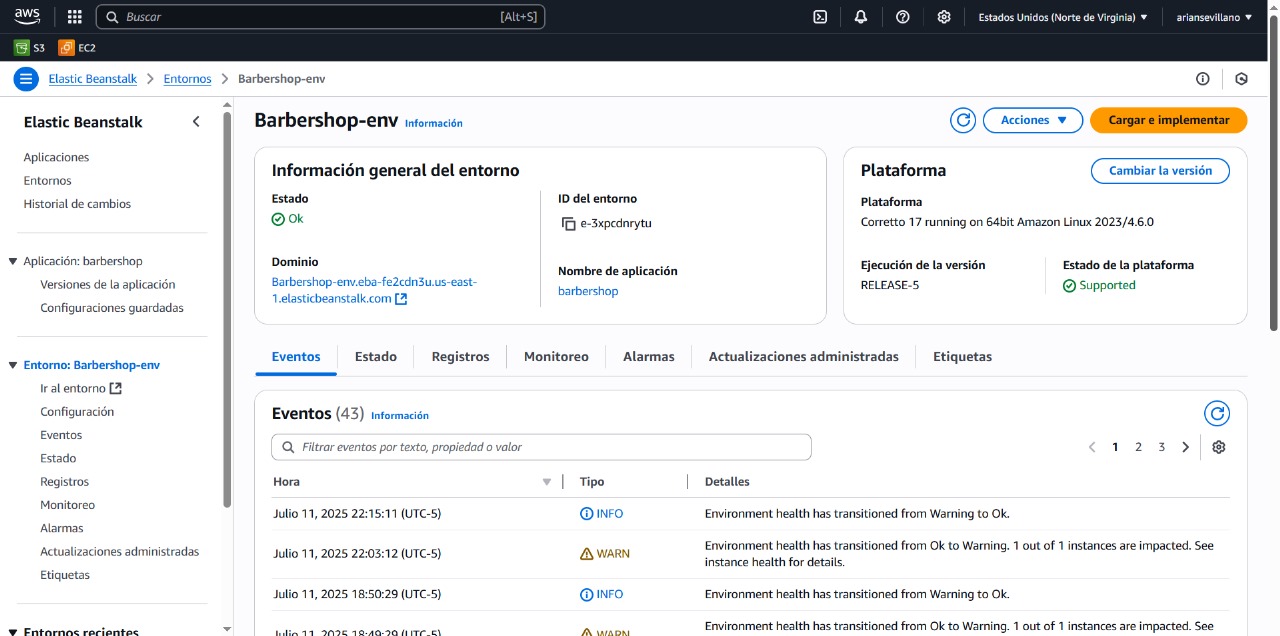 aws
Buscar [Alt+S]
Estados Unidos (Norte de Virginia) ▼
ariansevillano ▼
S3
EC2
Elastic Beanstalk > Entornos > Barbershop-env
Elastic Beanstalk
Aplicaciones
Entornos
Historial de cambios
▼ Aplicación: barbershop
Versiones de la aplicación
Configuraciones guardadas
▼ Entorno: Barbershop-env
Ir al entorno
Configuración
Eventos
Estado
Registros
Monitoreo
Alarmas
Actualizaciones administradas
Etiquetas
▼ Entornos recientes
Barbershop-env Información
Acciones ▼
Cargar e implementar
Información general del entorno
Estado
Ok
Dominio
Barbershop-env.eba-fe2cdn3u.us-east-
1.elasticbeanstalk.com
ID del entorno
e-3xpcdnrytu
Nombre de aplicación
barbershop
Plataforma
Cambiar la versión
Plataforma
Corretto 17 running on 64bit Amazon Linux 2023/4.6.0
Ejecución de la versión
RELEASE-5
Estado de la plataforma
Supported
Eventos
Estado
Registros
Monitoreo
Alarmas
Actualizaciones administradas
Etiquetas
Eventos (43) Información
Filtrar eventos por texto, propiedad o valor
< 1 2 3 >
Hora ▼ Tipo Detalles
Julio 11, 2025 22:15:11 (UTC-5) INFO Environment health has transitioned from Warning to Ok.
Julio 11, 2025 22:03:12 (UTC-5) WARN Environment health has transitioned from Ok to Warning. 1 out of 1 instances are impacted. See
instance health for details.
Julio 11, 2025 18:50:29 (UTC-5) INFO Environment health has transitioned from Warning to Ok.
Julio 11, 2025 18:49:29 (UTC-5) WARN Environment health has transitioned from Ok to Warning. 1 out of 1 instances are impacted. See